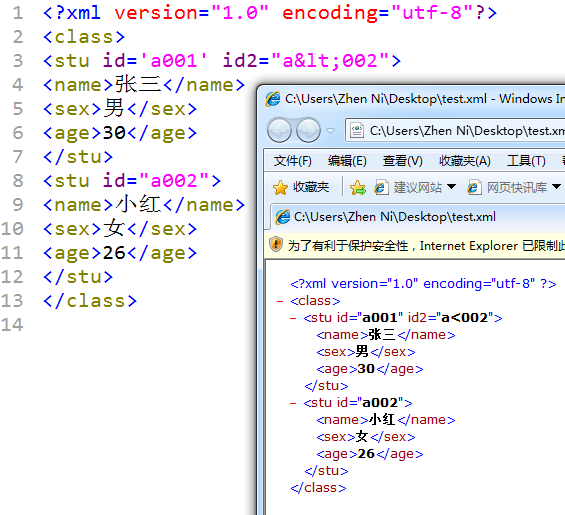 1 <?xml version="1.0" encoding="utf-8"?>
2 <class>
3 <stu id='a001' id2="a&lt;002">
4 <name>张三</name>
5 <sex>男</sex>
6 <age>30</age>
7 </stu>
8 <stu id="a002">
9 <name>小红</name>
10 <sex>女</sex>
11 <age>26</age>
12 </stu>
13 </class>
14
C:\Users\Zhen Ni\Desktop\test.xml - Windows In
C:\Users\Zhen Ni\Desktop\test.xm
文件(F) 编辑(E) 查看(V) 收藏夹(A) 工具(T)
收藏夹 建议网站 网页快讯库
C:\Users\Zhen Ni\Desktop\test.xml
为了有利于保护安全性，Internet Explorer 已限制此
<?xml version="1.0" encoding="utf-8" ?>
- <class>
- <stu id="a001" id2="a<002">
<name>张三</name>
<sex>男</sex>
<age>30</age>
</stu>
- <stu id="a002">
<name>小红</name>
<sex>女</sex>
<age>26</age>
</stu>
</class>